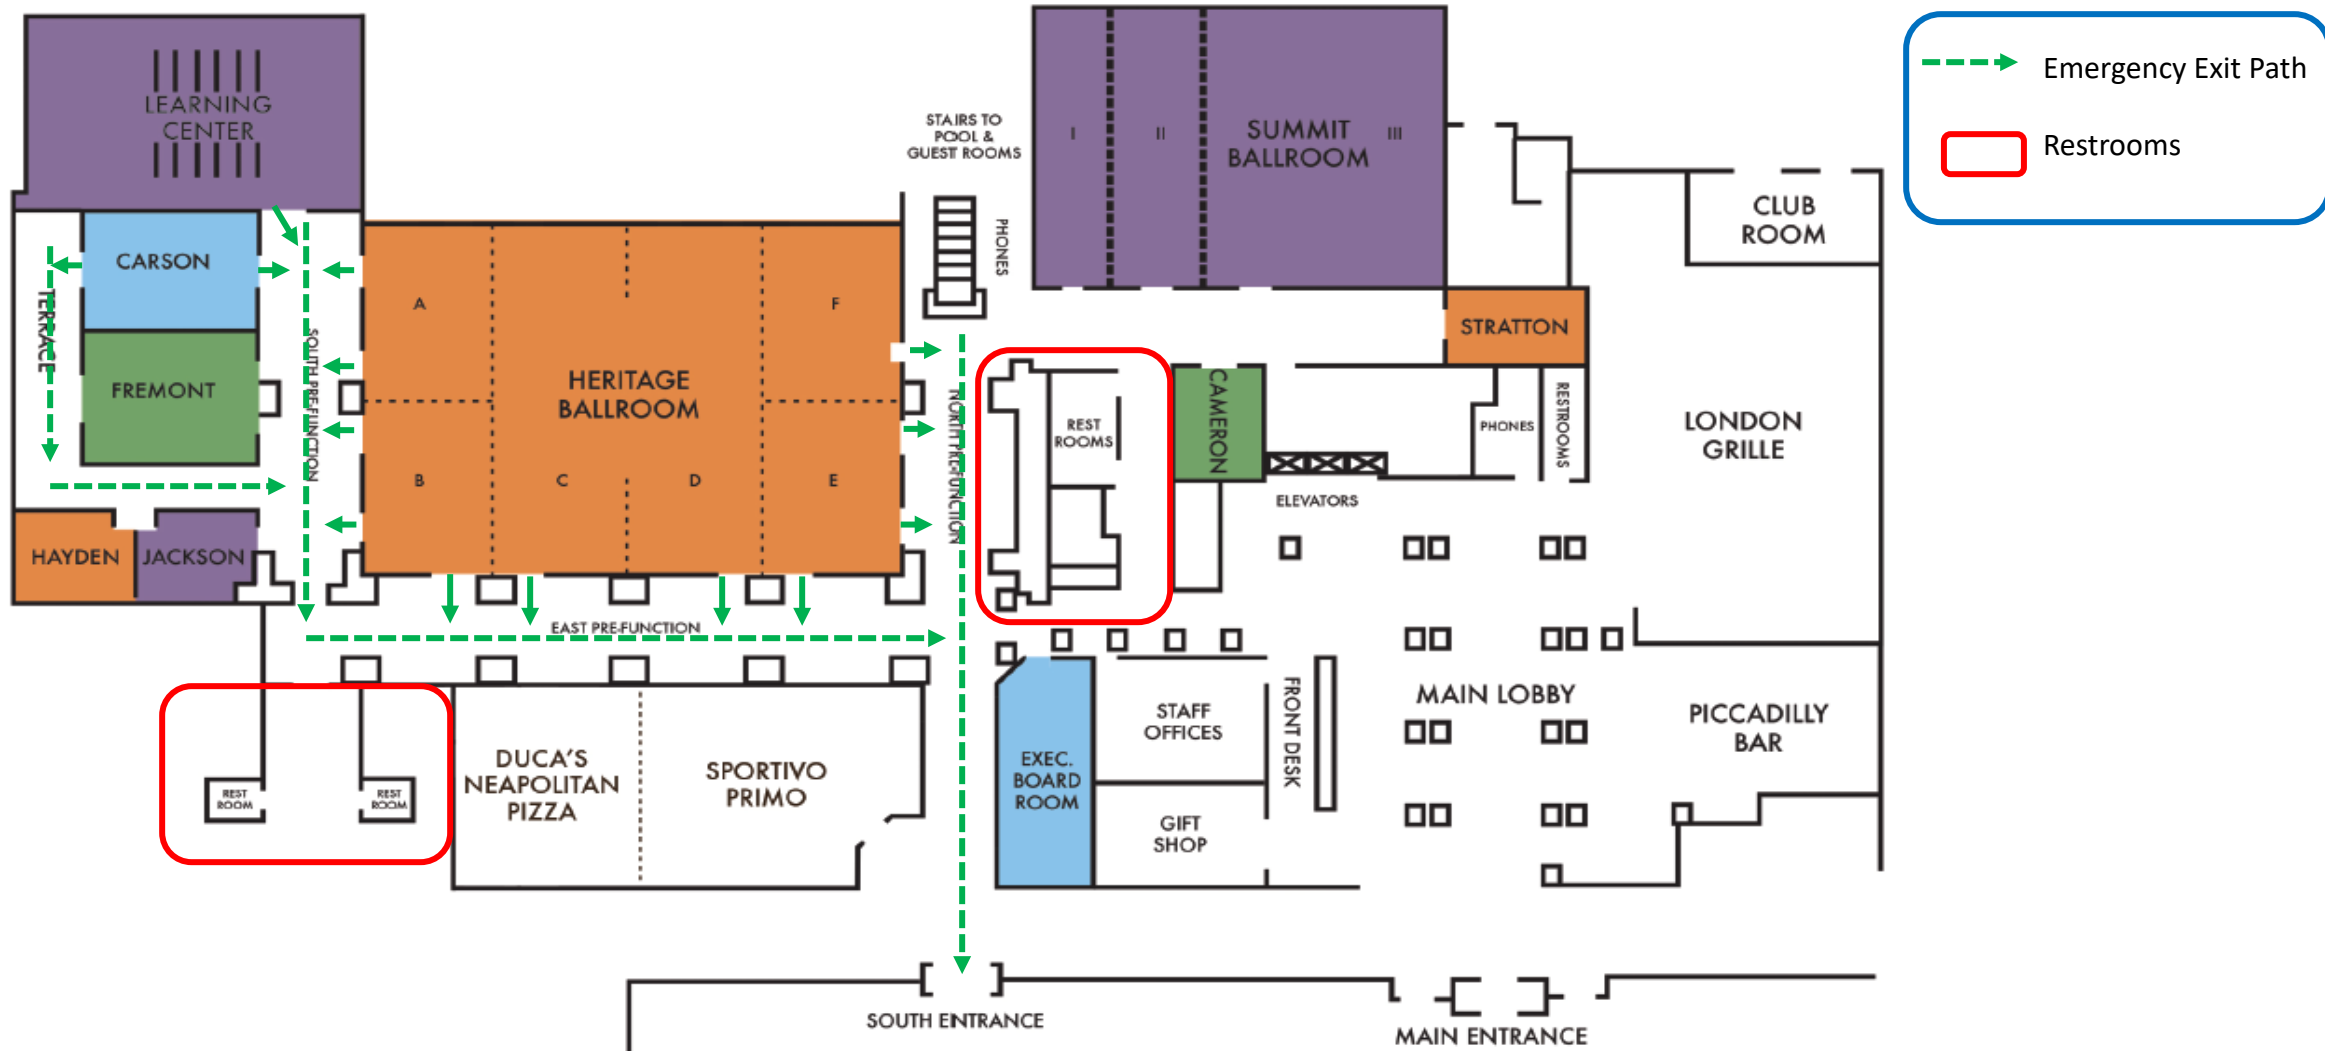 LEARNING
CENTER
CARSON
FREMONT
TERRACE
SOUTH PRE-FUNCTION
HAYDEN
JACKSON
A
B
C
D
E
F
HERITAGE
BALLROOM
EAST PRE-FUNCTION
NORTH PRE-FUNCTION
STAIRS TO
POOL &
GUEST ROOMS
PHONES
I
II
SUMMIT
BALLROOM
III
STRATTON
CLUB
ROOM
REST
ROOMS
CAMERON
PHONES
RESTROOMS
ELEVATORS
LONDON
GRILLE
REST
ROOM
REST
ROOM
DUCA'S
NEAPOLITAN
PIZZA
SPORTIVO
PRIMO
EXEC.
BOARD
ROOM
STAFF
OFFICES
GIFT
SHOP
FRONT DESK
MAIN LOBBY
PICCADILLY
BAR
SOUTH ENTRANCE
MAIN ENTRANCE
Emergency Exit Path
Restrooms